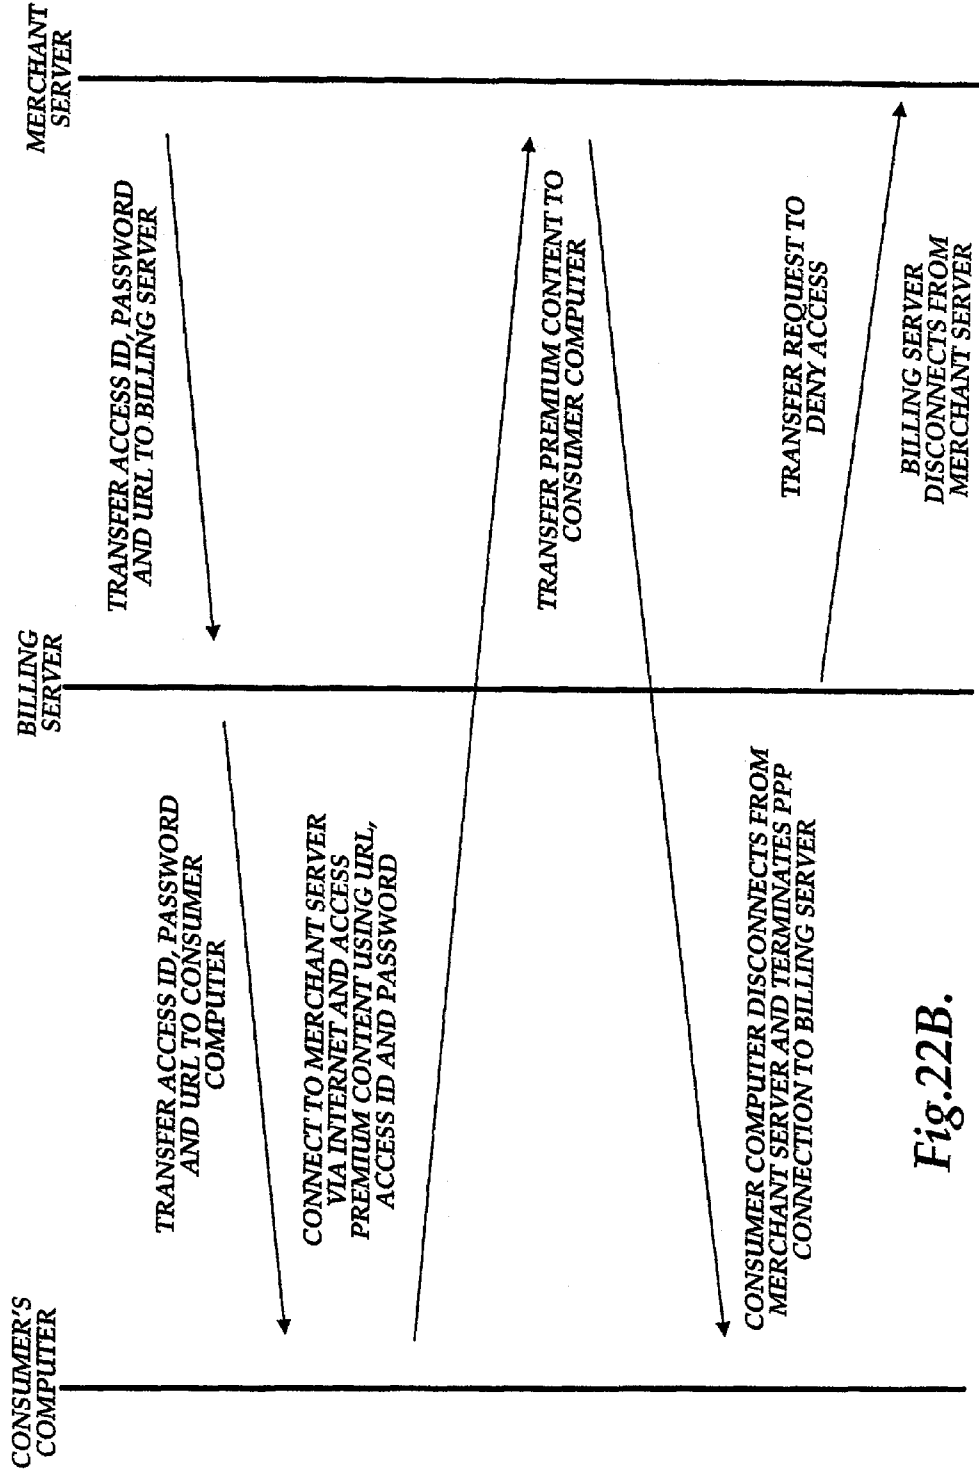 CONSUMER'S
COMPUTER
BILLING
SERVER
MERCHANT
SERVER
TRANSFER ACCESS ID, PASSWORD
AND URL TO BILLING SERVER
TRANSFER ACCESS ID, PASSWORD
AND URL TO CONSUMER
COMPUTER
CONNECT TO MERCHANT SERVER
VIA INTERNET AND ACCESS
PREMIUM CONTENT USING URL,
ACCESS ID AND PASSWORD
TRANSFER PREMIUM CONTENT TO
CONSUMER COMPUTER
CONSUMER COMPUTER DISCONNECTS FROM
MERCHANT SERVER AND TERMINATES PPP
CONNECTION TO BILLING SERVER
TRANSFER REQUEST TO
DENY ACCESS
BILLING SERVER
DISCONNECTS FROM
MERCHANT SERVER
Fig.22B.